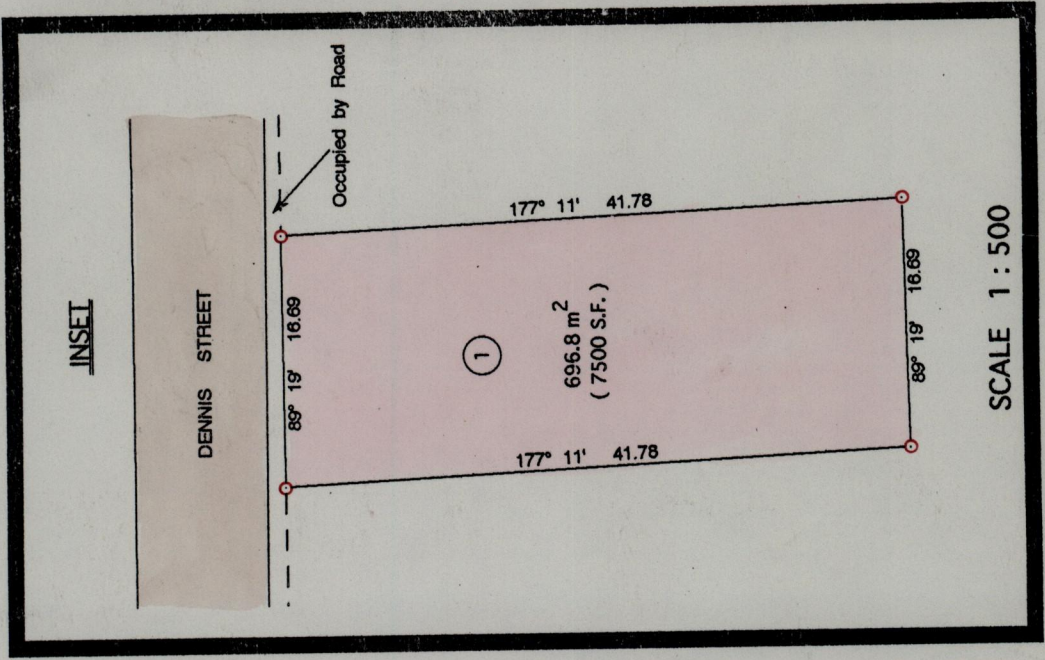 INSET
DENNIS STREET
Occupied by Road
89° 19' 16.69
177° 11' 41.78
177° 11' 41.78
1
696.8 m²
( 7500 S.F. )
89° 19' 16.69
SCALE 1 : 500